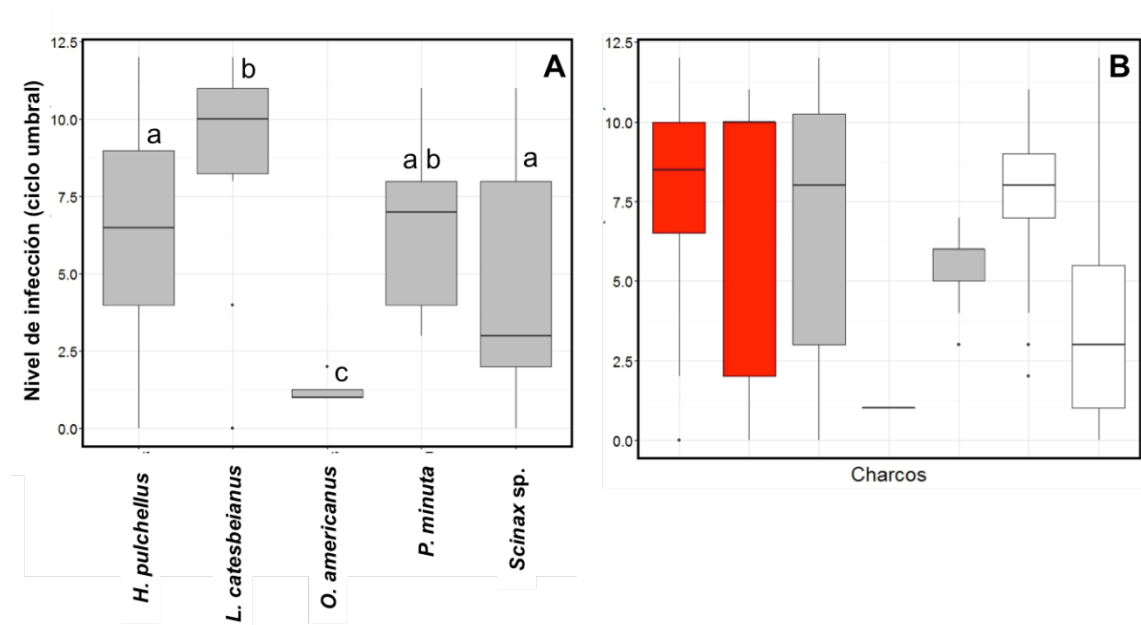 A
Nivel de infección (ciclo umbral)
12.5
10.0
7.5
5.0
2.5
0.0
a
b
c
a b
a
H. pulchellus
L. catesbeianus
O. americanus
P. minuta
Scinax sp.
B
12.5
10.0
7.5
5.0
2.5
0.0
Charcos